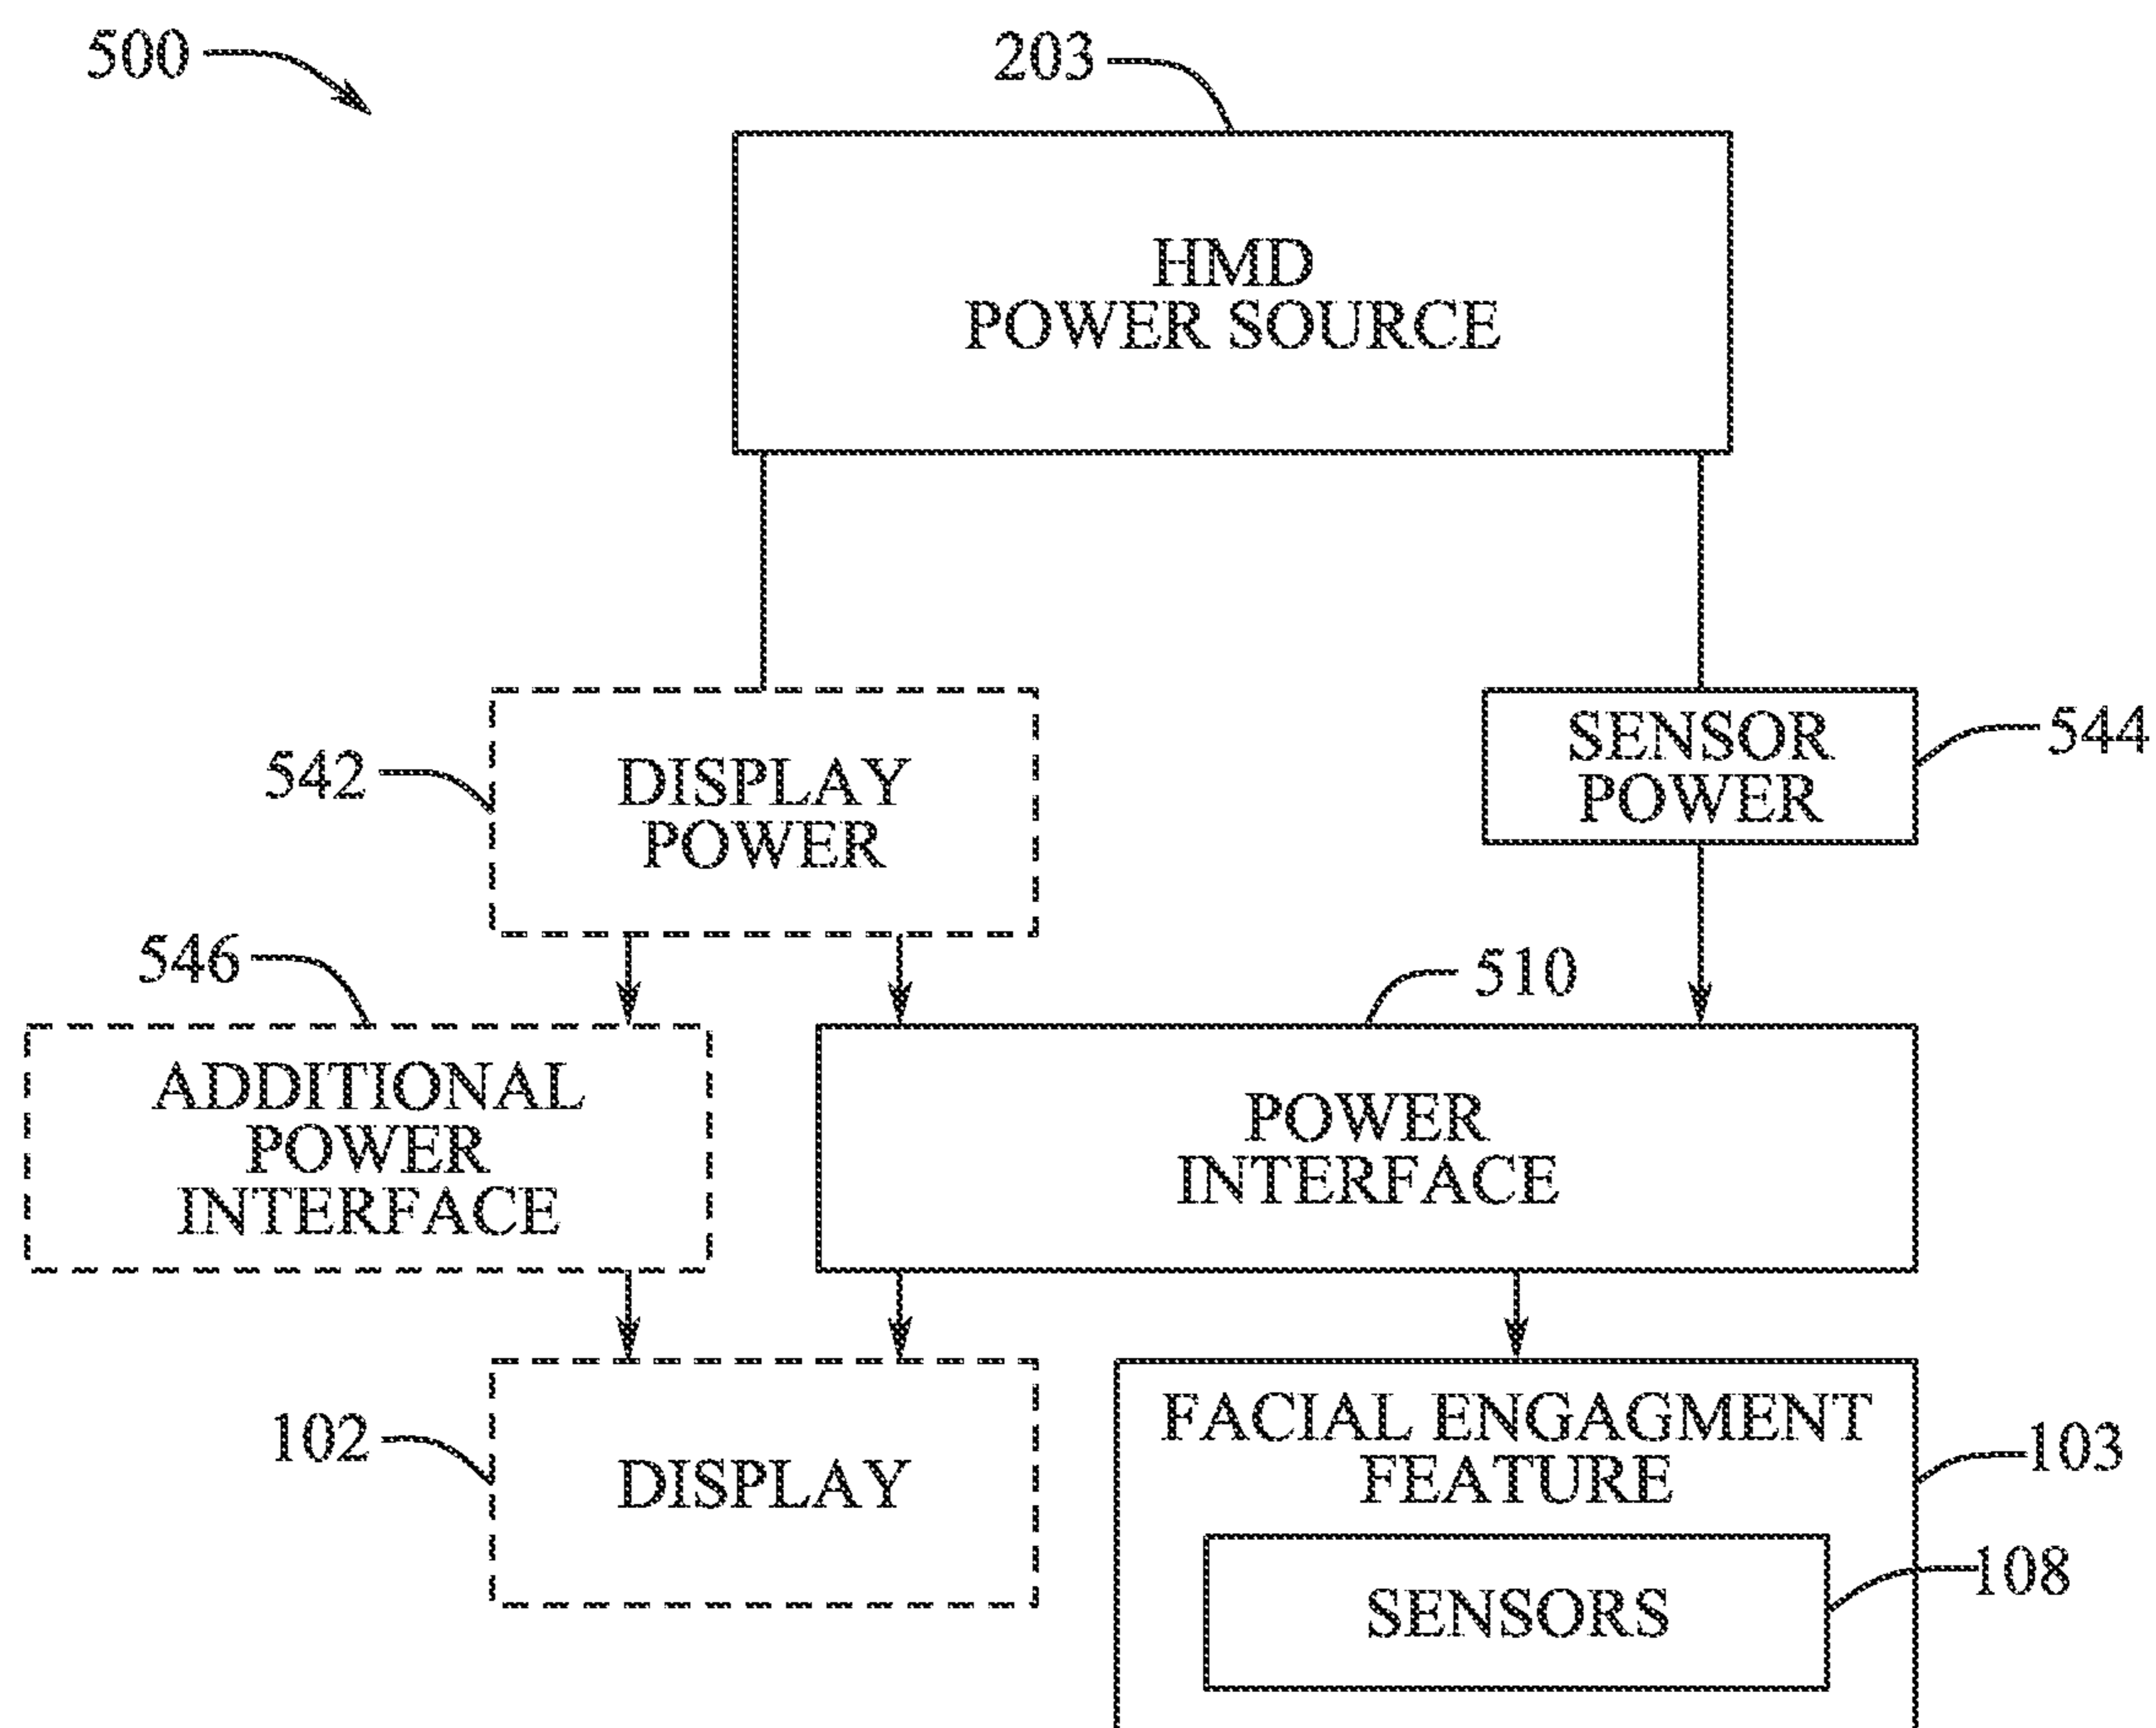 500
203
HMD
POWER SOURCE
542
DISPLAY
POWER
SENSOR
POWER
544
546
510
ADDITIONAL
POWER
INTERFACE
POWER
INTERFACE
102
DISPLAY
FACIAL ENGAGMENT
FEATURE
103
SENSORS
108